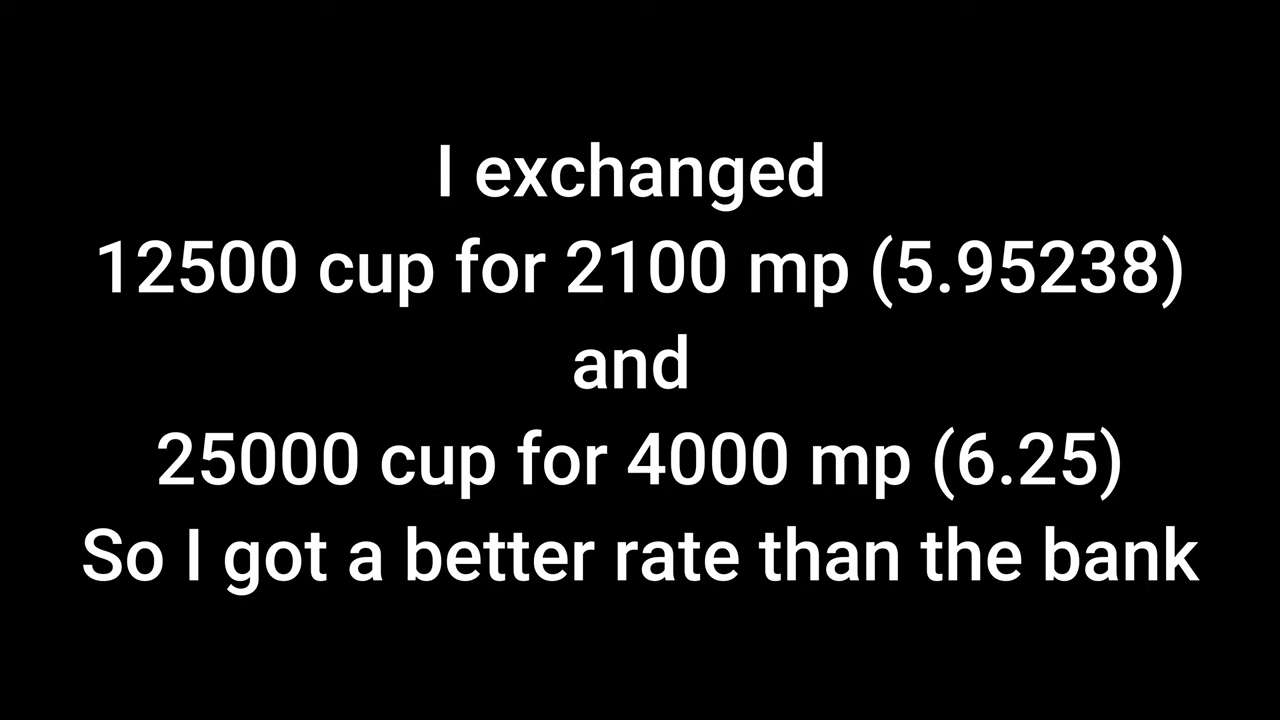 I exchanged
12500 cup for 2100 mp (5.95238)
and
25000 cup for 4000 mp (6.25)
So I got a better rate than the bank